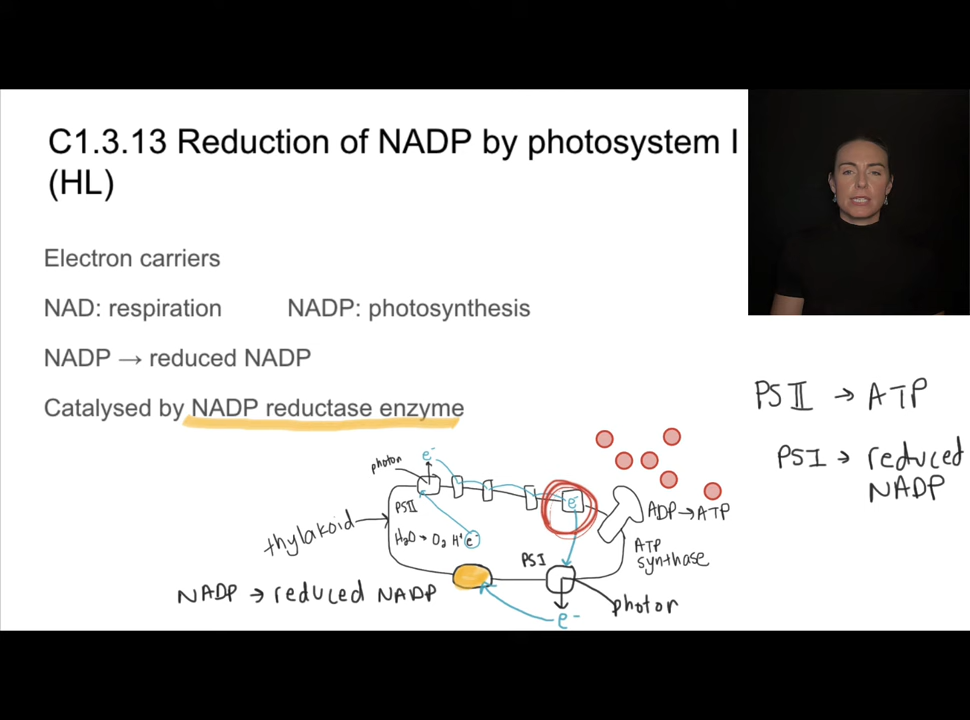 C1.3.13 Reduction of NADP by photosystem I
(HL)
Electron carriers
NAD: respiration NADP: photosynthesis
NADP → reduced NADP
Catalysed by NADP reductase enzyme
PSII → ATP
PSI → reduced
NADP
photon
e-
PSII
e-
ADP→ATP
thylakoid
H2O → O2 H+ e-
ATP
synthase
PSI
NADP → reduced NADP
photon
e-